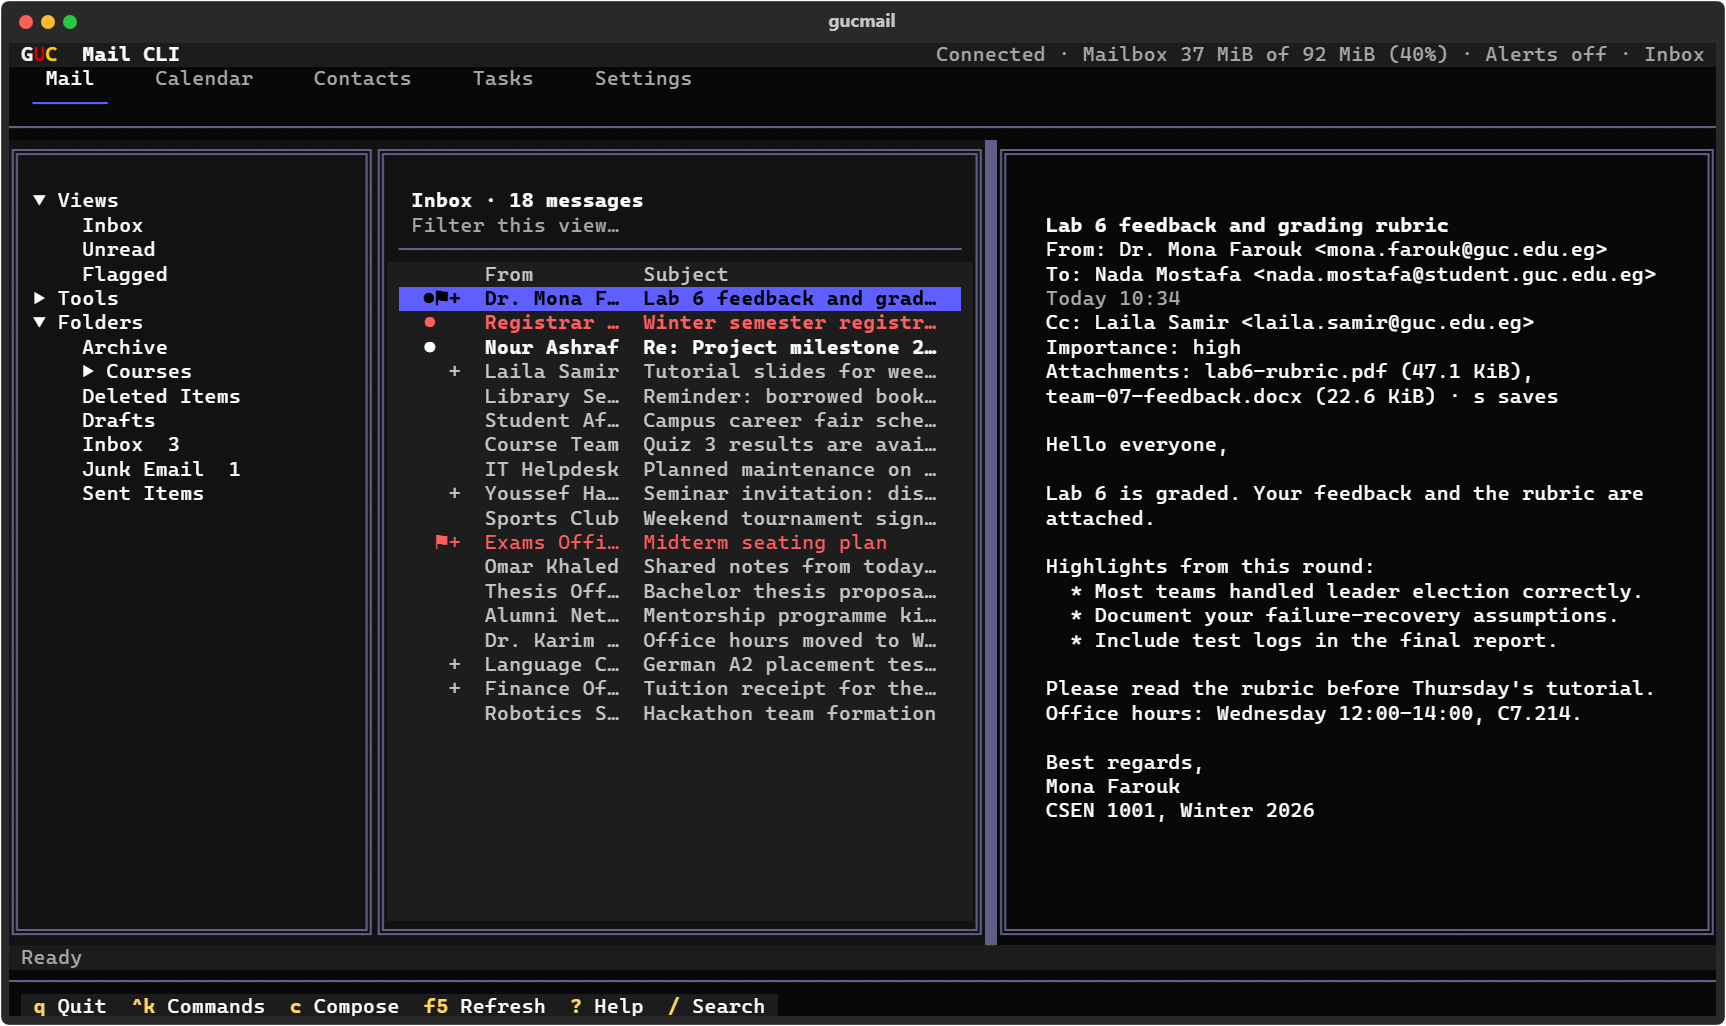 gucmail
GUC Mail CLI
Connected · Mailbox 37 MiB of 92 MiB (40%) · Alerts off · Inbox
Mail Calendar Contacts Tasks Settings
▼ Views
Inbox
Unread
Flagged
▶ Tools
▼ Folders
Archive
▶ Courses
Deleted Items
Drafts
Inbox 3
Junk Email 1
Sent Items
Inbox · 18 messages
Filter this view…
From Subject
●⚑+ Dr. Mona F… Lab 6 feedback and grad…
● Registrar … Winter semester registr…
● Nour Ashraf Re: Project milestone 2…
+ Laila Samir Tutorial slides for wee…
Library Se… Reminder: borrowed book…
Student Af… Campus career fair sche…
Course Team Quiz 3 results are avai…
IT Helpdesk Planned maintenance on …
+ Youssef Ha… Seminar invitation: dis…
Sports Club Weekend tournament sign…
⚑+ Exams Offi… Midterm seating plan
Omar Khaled Shared notes from today…
Thesis Off… Bachelor thesis proposa…
Alumni Net… Mentorship programme ki…
Dr. Karim … Office hours moved to W…
+ Language C… German A2 placement tes…
+ Finance Of… Tuition receipt for the…
Robotics S… Hackathon team formation
Lab 6 feedback and grading rubric
From: Dr. Mona Farouk <mona.farouk@guc.edu.eg>
To: Nada Mostafa <nada.mostafa@student.guc.edu.eg>
Today 10:34
Cc: Laila Samir <laila.samir@guc.edu.eg>
Importance: high
Attachments: lab6-rubric.pdf (47.1 KiB),
team-07-feedback.docx (22.6 KiB) · s saves
Hello everyone,
Lab 6 is graded. Your feedback and the rubric are
attached.
Highlights from this round:
* Most teams handled leader election correctly.
* Document your failure-recovery assumptions.
* Include test logs in the final report.
Please read the rubric before Thursday's tutorial.
Office hours: Wednesday 12:00-14:00, C7.214.
Best regards,
Mona Farouk
CSEN 1001, Winter 2026
Ready
q Quit ^k Commands c Compose f5 Refresh ? Help / Search